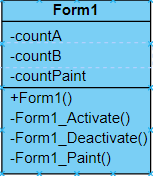 Form1
-countA
-countB
-countPaint
+Form1()
-Form1_Activate()
-Form1_Deactivate()
-Form1_Paint()